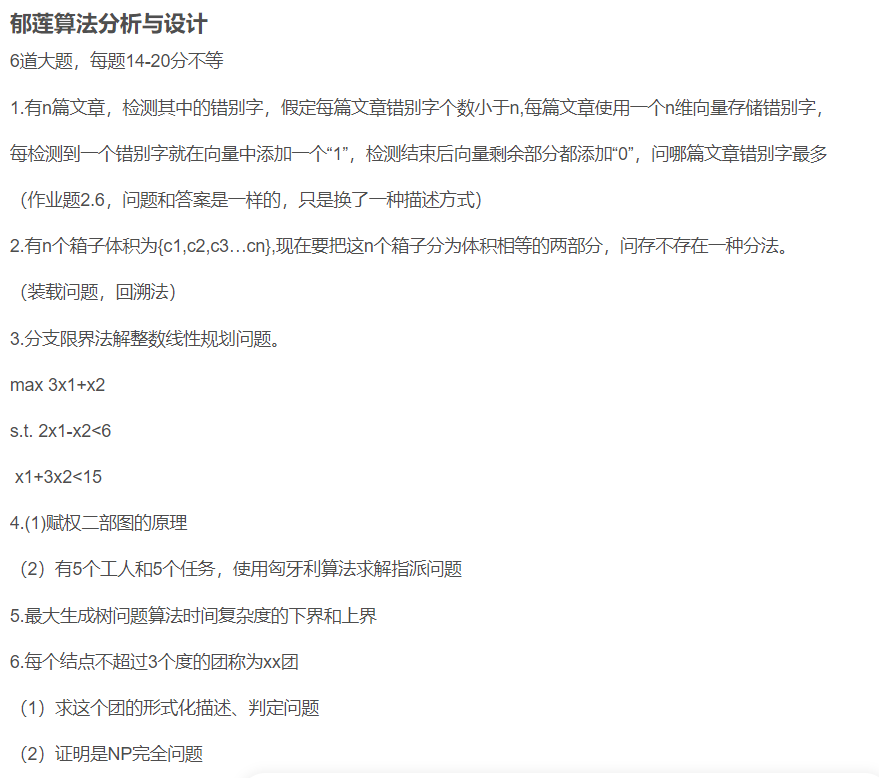 郁莲算法分析与设计
6道大题，每题14-20分不等
1.有n篇文章，检测其中的错别字，假定每篇文章错别字个数小于n,每篇文章使用一个n维向量存储错别字，
每检测到一个错别字就在向量中添加一个“1”，检测结束后向量剩余部分都添加“0”，问哪篇文章错别字最多
（作业题2.6，问题和答案是一样的，只是换了一种描述方式）
2.有n个箱子体积为{c1,c2,c3…cn},现在要把这n个箱子分为体积相等的两部分，问存不存在一种分法。
（装载问题，回溯法）
3.分支限界法解整数线性规划问题。
max 3x1+x2
s.t. 2x1-x2<6
x1+3x2<15
4.(1)赋权二部图的原理
（2）有5个工人和5个任务，使用匈牙利算法求解指派问题
5.最大生成树问题算法时间复杂度的下界和上界
6.每个结点不超过3个度的团称为xx团
（1）求这个团的形式化描述、判定问题
（2）证明是NP完全问题